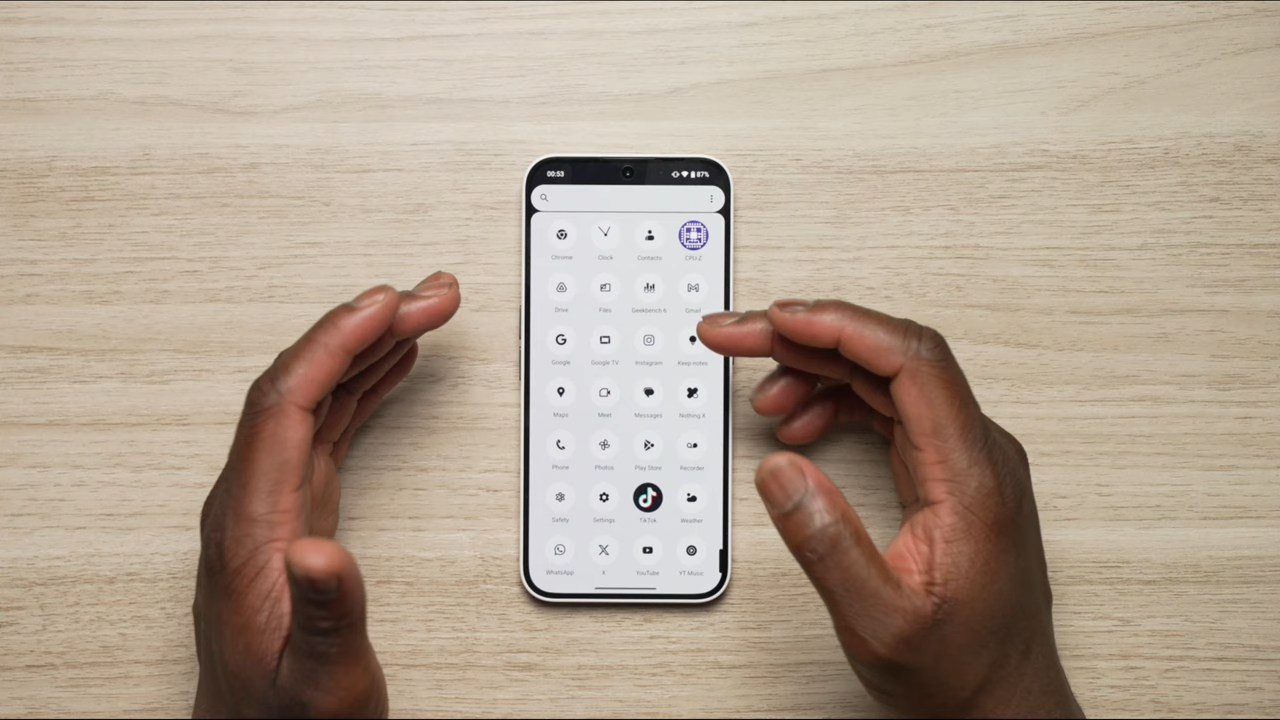 00:53 87%
Chrome Clock Contacts CPU-Z
Drive Files Geekbench 6 Gmail
Google Google TV Instagram Keep notes
Maps Meet Messages Nothing X
Phone Photos Play Store Recorder
Safety Settings TikTok Weather
WhatsApp X YouTube YT Music